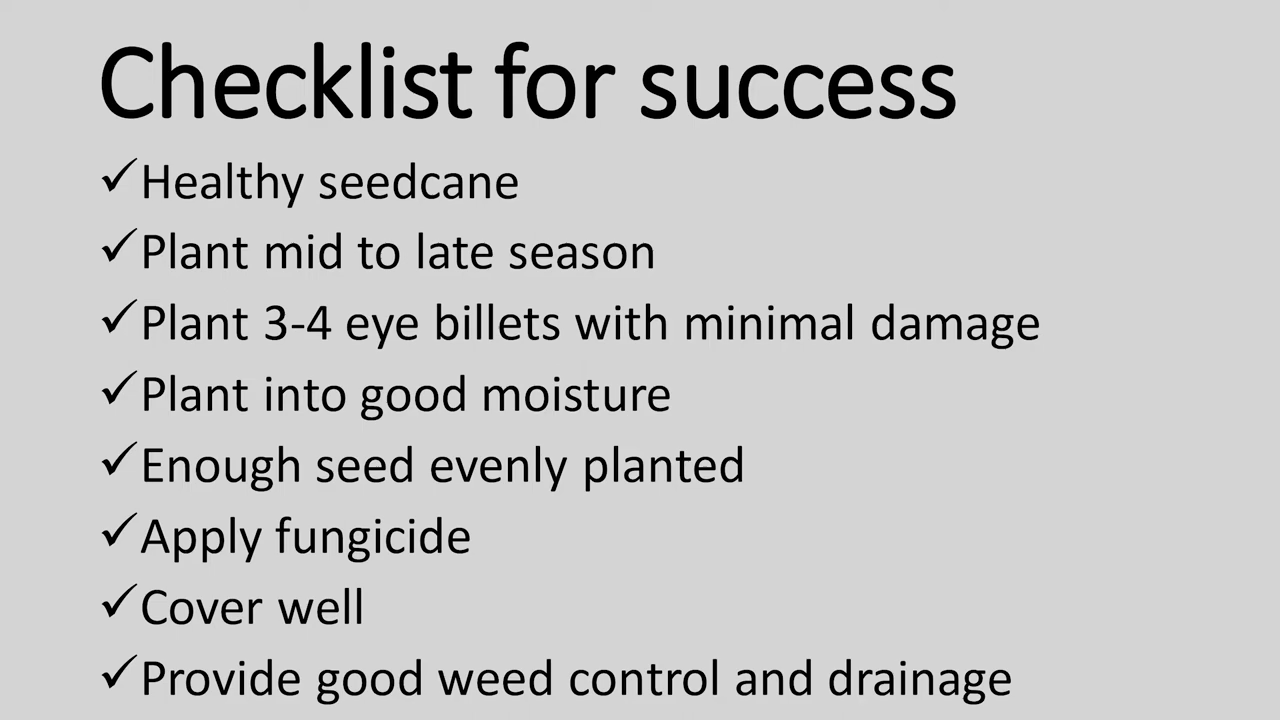 Checklist for success
✓Healthy seedcane
✓Plant mid to late season
✓Plant 3-4 eye billets with minimal damage
✓Plant into good moisture
✓Enough seed evenly planted
✓Apply fungicide
✓Cover well
✓Provide good weed control and drainage